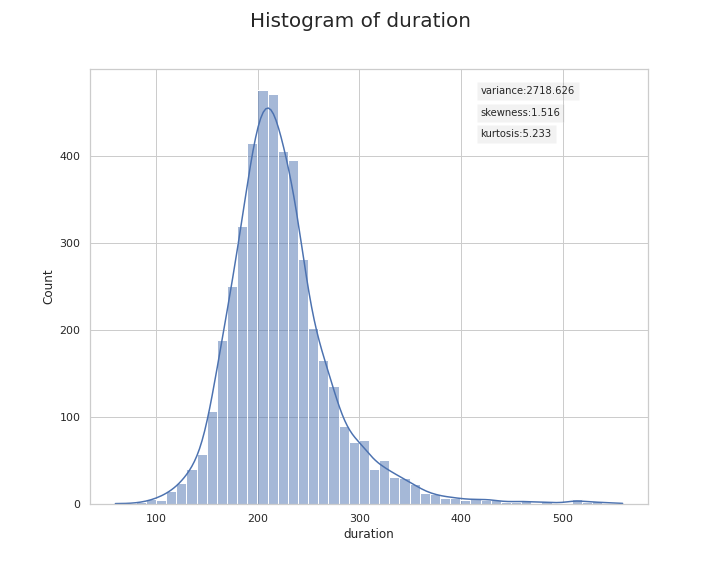 Histogram of duration
variance:2718.626
skewness:1.516
kurtosis:5.233
400
300
200
100
0
Count
100 200 300 400 500
duration